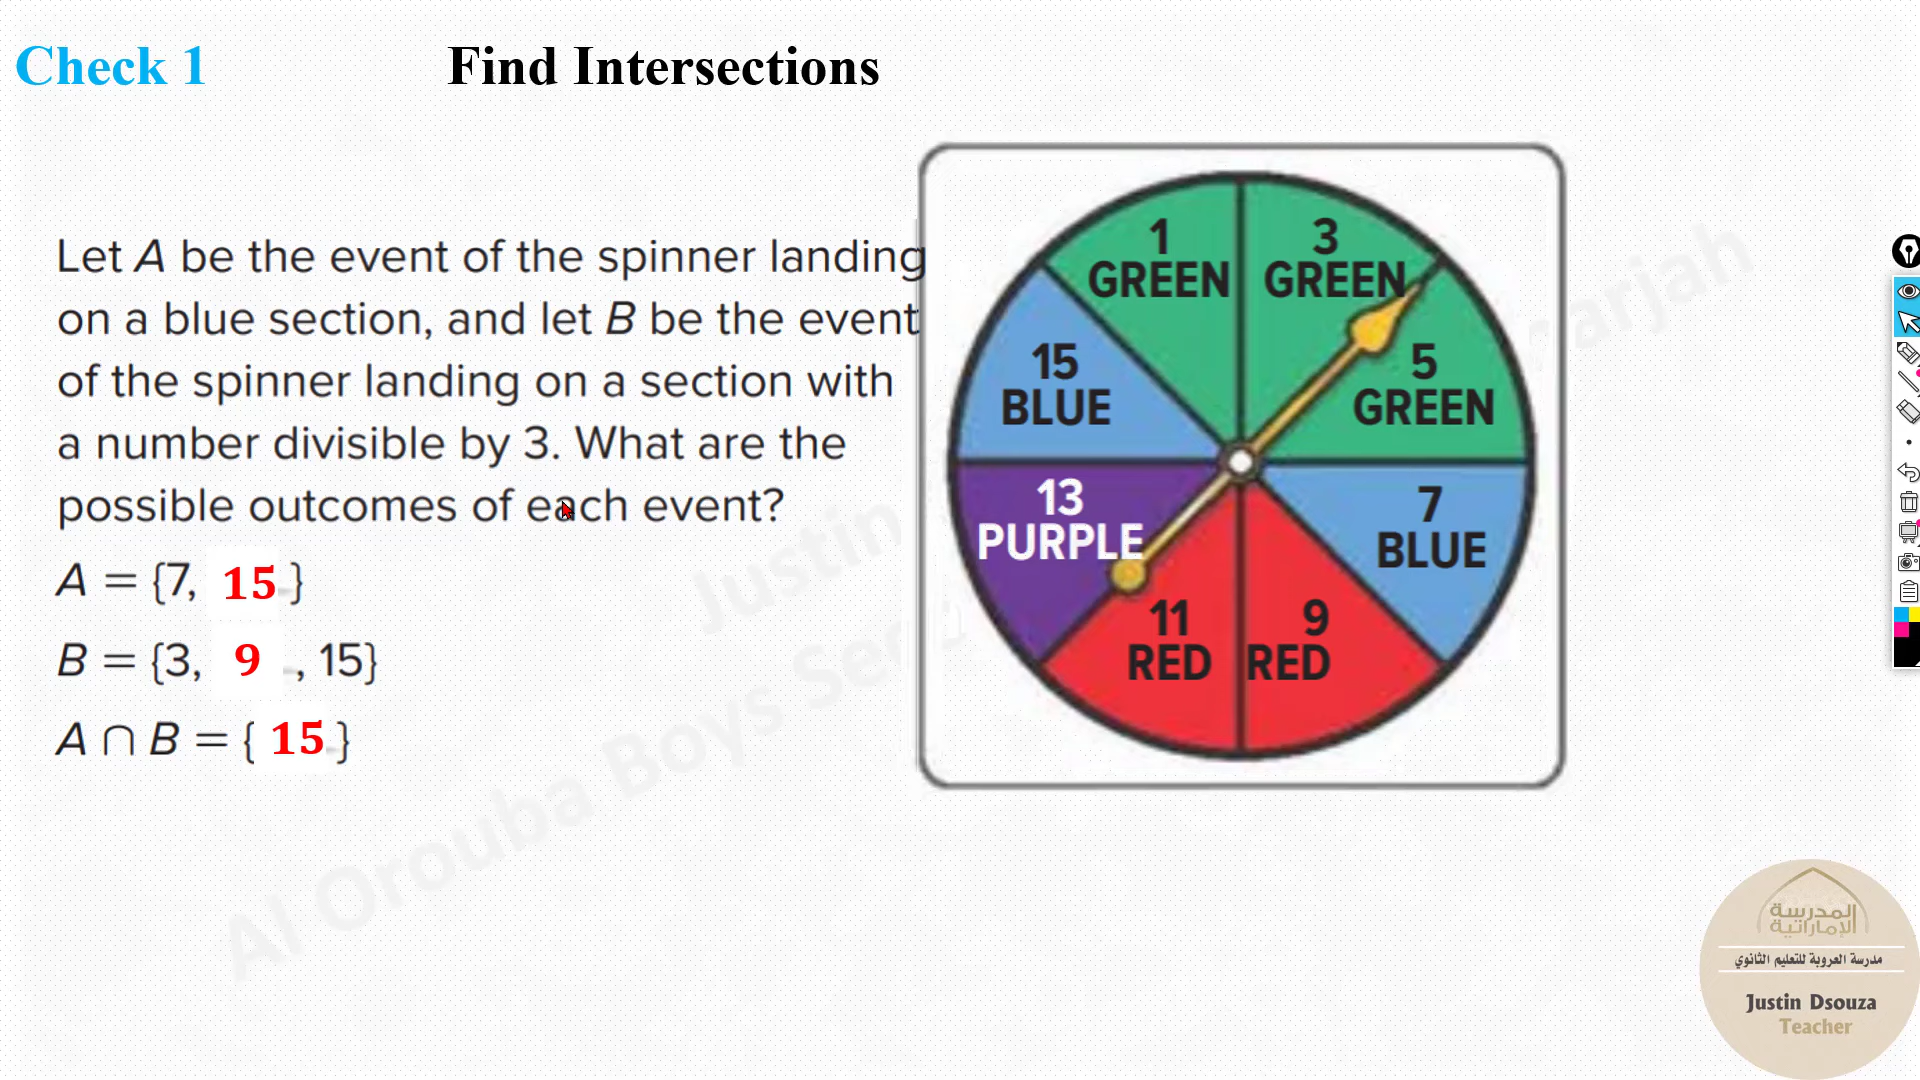 Check 1
Find Intersections
Let A be the event of the spinner landing
on a blue section, and let B be the event
of the spinner landing on a section with
a number divisible by 3. What are the
possible outcomes of each event?
A = {7, 15 }
B = {3, 9 , 15}
A ∩ B = { 15 }
1
GREEN
3
GREEN
5
GREEN
7
BLUE
9
RED
11
RED
13
PURPLE
15
BLUE
Al Orouba Boys Sec
Justin
المدرسة
الإماراتية
مدرسة العروبة للتعليم الثانوي
Justin Dsouza
Teacher